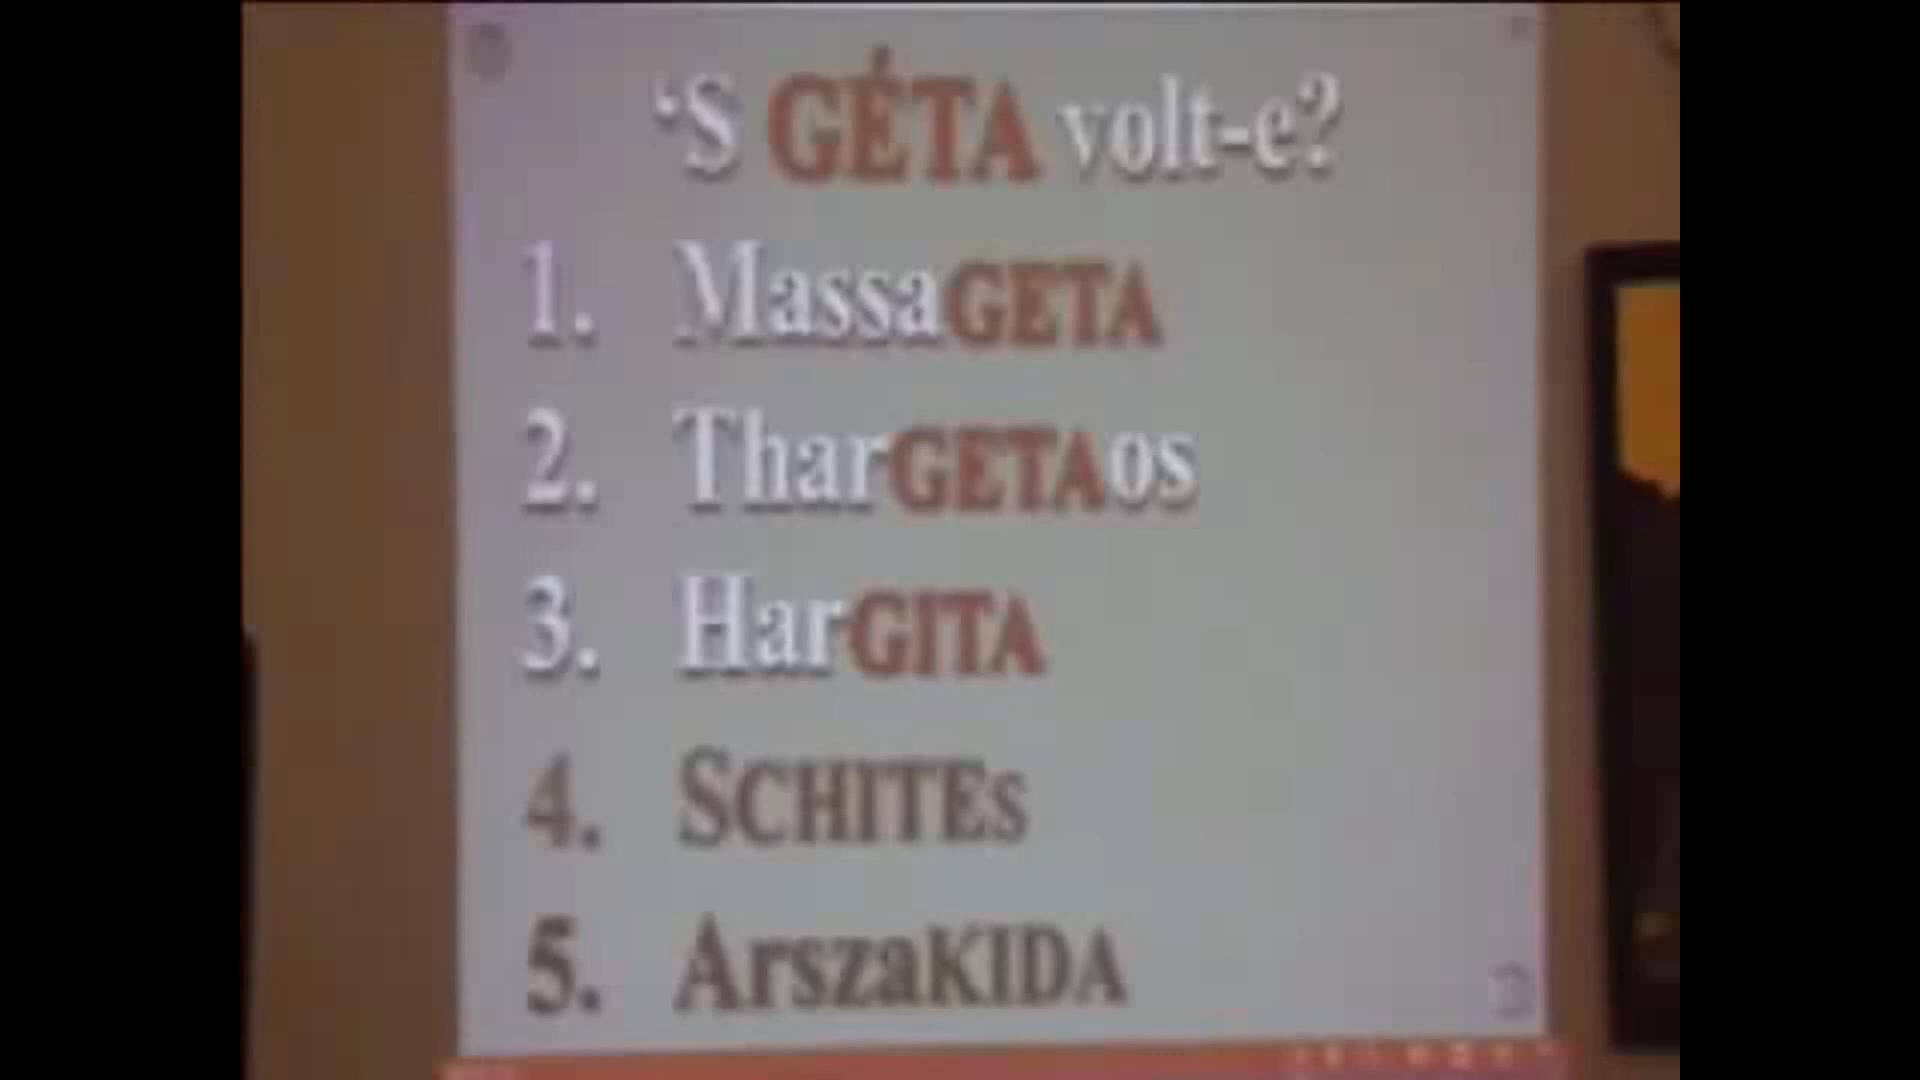 ‘S GÉTA volt-e?
1. MassaGETA
2. TharGETAos
3. HarGITA
4. SCHITEs
5. ArszaKIDA